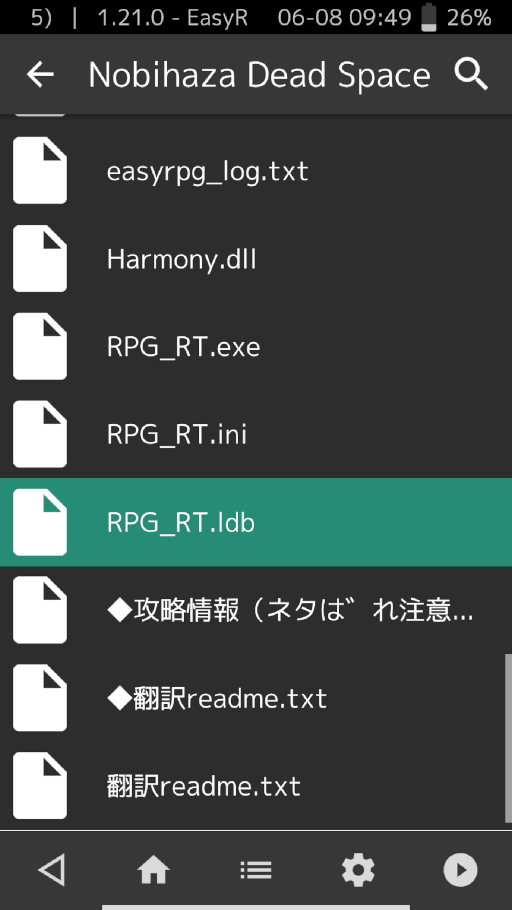 5) | 1.21.0 - EasyR 06-08 09:49 26%
Nobihaza Dead Space
easyrpg_log.txt
Harmony.dll
RPG_RT.exe
RPG_RT.ini
RPG_RT.ldb
◆攻略情報（ネタば゛れ注意...
◆翻訳readme.txt
翻訳readme.txt